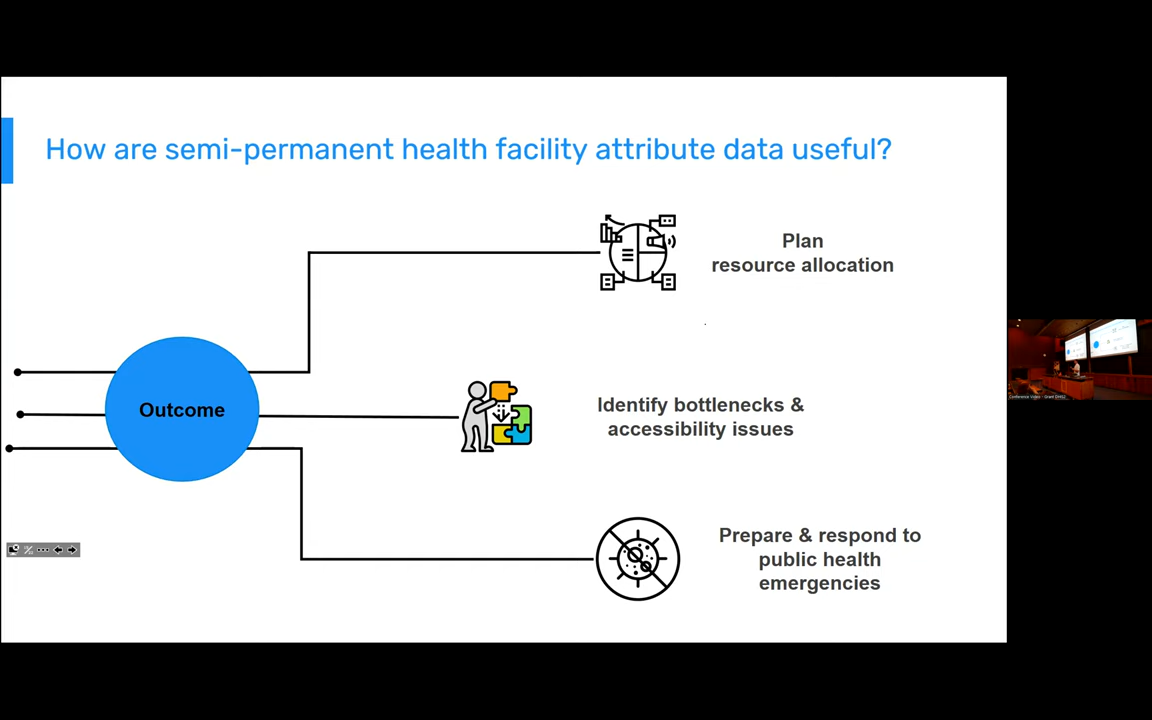 How are semi-permanent health facility attribute data useful?
Plan
resource allocation
Outcome
Identify bottlenecks &
accessibility issues
Prepare & respond to
public health
emergencies